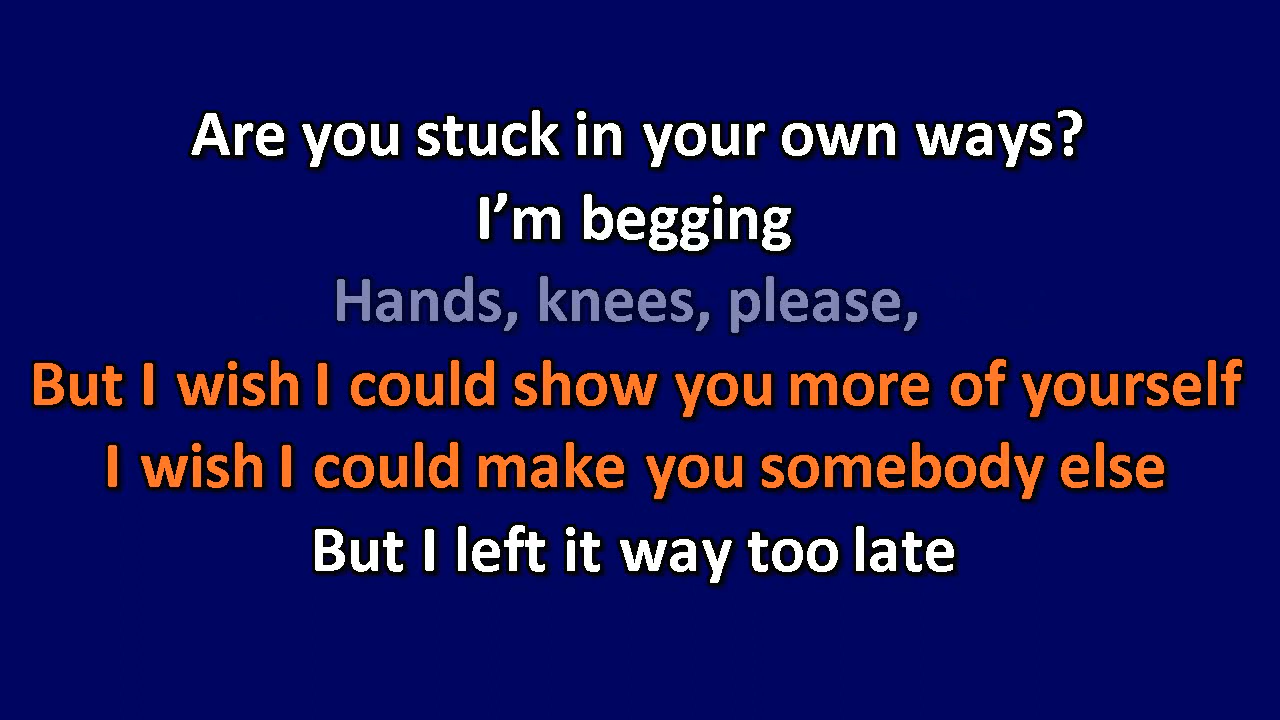 Are you stuck in your own ways?
I’m begging
Hands, knees, please,
But I wish I could show you more of yourself
I wish I could make you somebody else
But I left it way too late